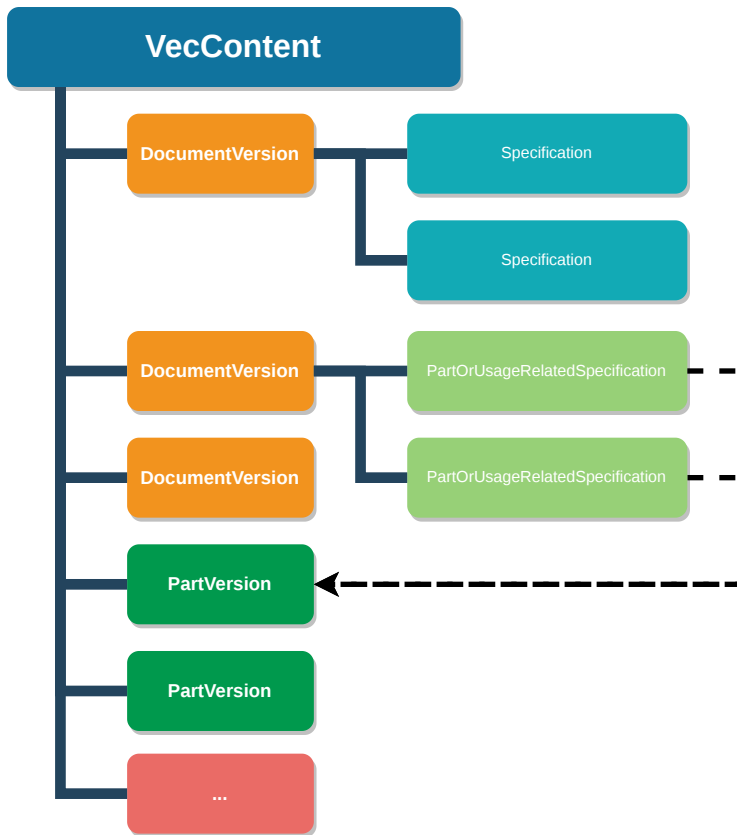 VecContent
DocumentVersion
Specification
Specification
DocumentVersion
PartOrUsageRelatedSpecification
DocumentVersion
PartOrUsageRelatedSpecification
PartVersion
PartVersion
...